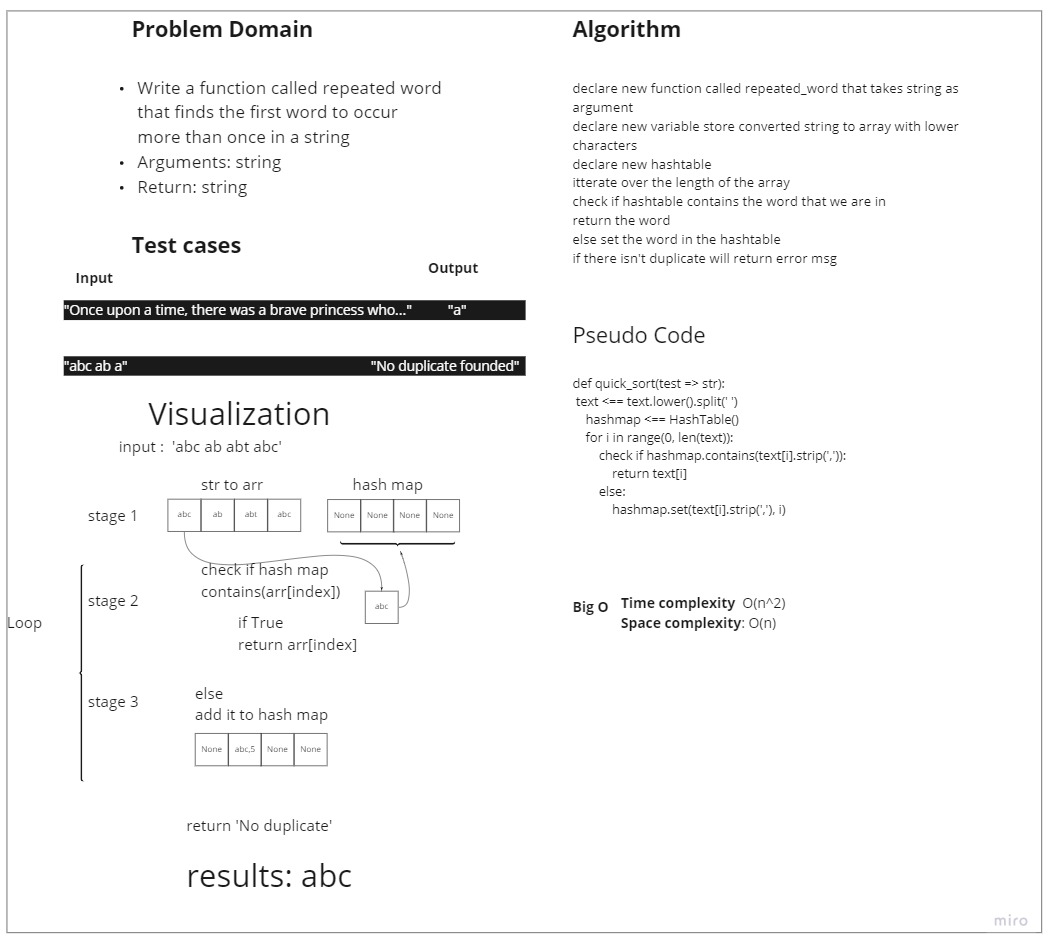 Problem Domain
• Write a function called repeated word
that finds the first word to occur
more than once in a string
• Arguments: string
• Return: string
Test cases
Input
Output
"Once upon a time, there was a brave princess who..." "a"
"abc ab a" "No duplicate founded"
Visualization
input : 'abc ab abt abc'
str to arr
hash map
stage 1
abc ab abt abc
None None None None
check if hash map
contains(arr[index])
stage 2
abc
Loop
if True
return arr[index]
stage 3
else
add it to hash map
None abc,5 None None
return 'No duplicate'
results: abc
Algorithm
declare new function called repeated_word that takes string as
argument
declare new variable store converted string to array with lower
characters
declare new hashtable
itterate over the length of the array
check if hashtable contains the word that we are in
return the word
else set the word in the hashtable
if there isn't duplicate will return error msg
Pseudo Code
def quick_sort(test => str):
text <== text.lower().split(' ')
hashmap <== HashTable()
for i in range(0, len(text)):
check if hashmap.contains(text[i].strip(',')):
return text[i]
else:
hashmap.set(text[i].strip(','), i)
Big O
Time complexity O(n^2)
Space complexity: O(n)
miro